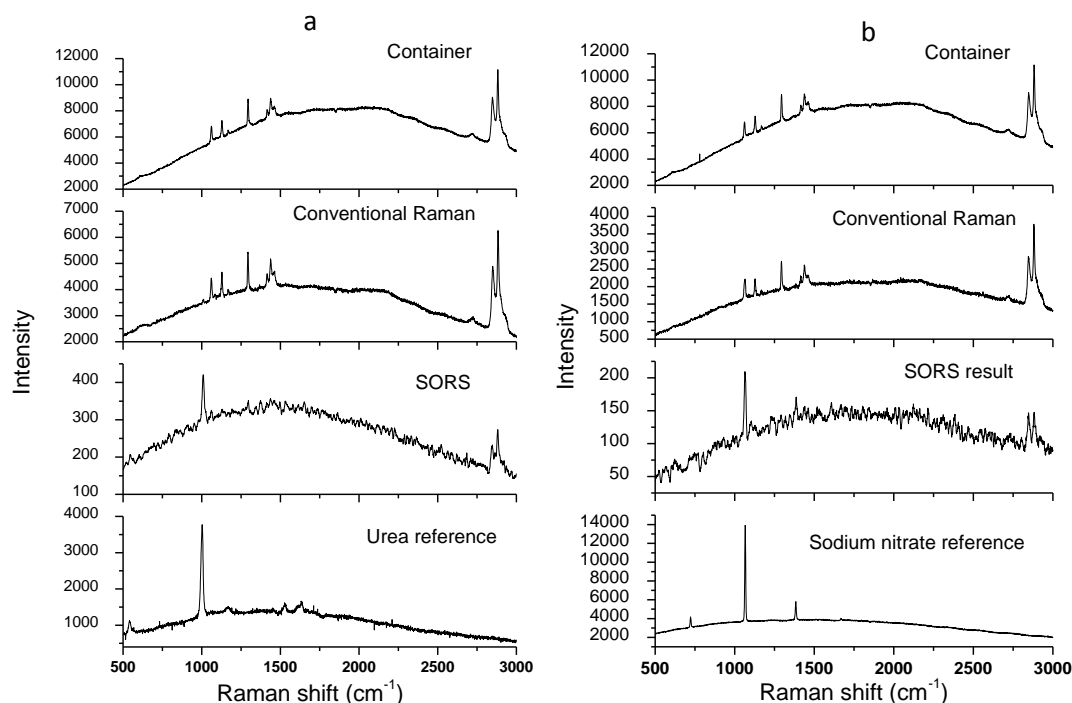 a
Container
12000
10000
8000
6000
4000
2000
Conventional Raman
7000
6000
5000
4000
3000
2000
SORS
400
300
200
100
Urea reference
4000
3000
2000
1000
500 1000 1500 2000 2500 3000
Raman shift (cm⁻¹)
Intensity
b
Container
12000
10000
8000
6000
4000
2000
Conventional Raman
4000
3500
3000
2500
2000
1500
1000
500
SORS result
200
150
100
50
Sodium nitrate reference
14000
12000
10000
8000
6000
4000
2000
500 1000 1500 2000 2500 3000
Raman shift (cm⁻¹)
Intensity